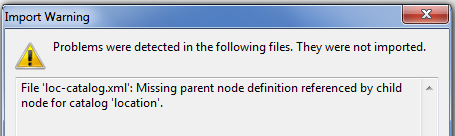 Import Warning
Problems were detected in the following files. They were not imported.
File 'loc-catalog.xml': Missing parent node definition referenced by child
node for catalog 'location'.